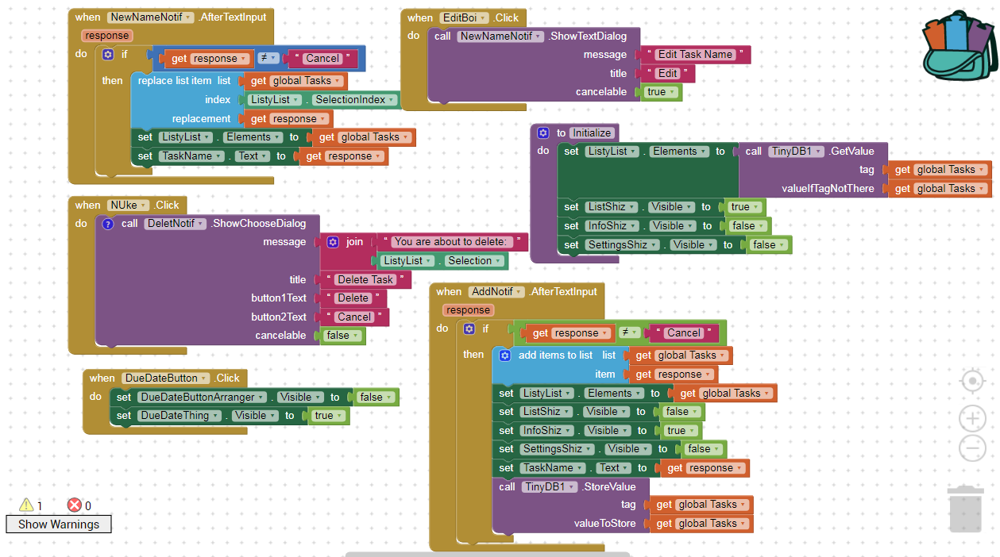 when NewNameNotif .AfterTextInput
response
do if get response ≠ “ Cancel ”
then replace list item list get global Tasks
index ListyList . SelectionIndex
replacement get response
set ListyList . Elements to get global Tasks
set TaskName . Text to get response
when EditBoi .Click
do call NewNameNotif .ShowTextDialog
message “ Edit Task Name ”
title “ Edit ”
cancelable true
to Initialize
do set ListyList . Elements to call TinyDB1 .GetValue
tag get global Tasks
valueIfTagNotThere get global Tasks
set ListShiz . Visible to true
set InfoShiz . Visible to false
set SettingsShiz . Visible to false
when NUke .Click
do ? call DeletNotif .ShowChooseDialog
message join “ You are about to delete: ”
ListyList . Selection
title “ Delete Task ”
button1Text “ Delete ”
button2Text “ Cancel ”
cancelable false
when AddNotif .AfterTextInput
response
do if get response ≠ “ Cancel ”
then add items to list list get global Tasks
item get response
set ListyList . Elements to get global Tasks
set ListShiz . Visible to false
set InfoShiz . Visible to true
set SettingsShiz . Visible to false
set TaskName . Text to get response
call TinyDB1 .StoreValue
tag get global Tasks
valueToStore get global Tasks
when DueDateButton .Click
do set DueDateButtonArranger . Visible to false
set DueDateThing . Visible to true
1 0
Show Warnings